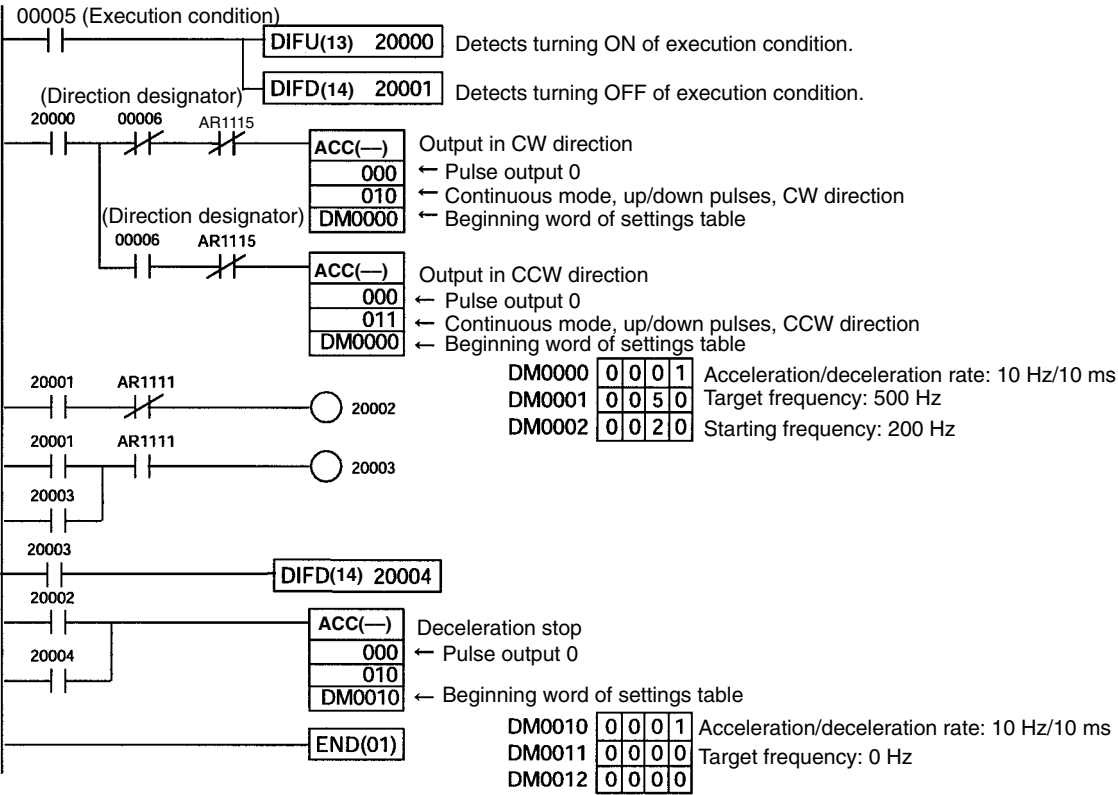 00005 (Execution condition)
DIFU(13) 20000 Detects turning ON of execution condition.
DIFD(14) 20001 Detects turning OFF of execution condition.
(Direction designator)
20000 00006 AR1115
ACC(—) Output in CW direction
000 ← Pulse output 0
010 ← Continuous mode, up/down pulses, CW direction
DM0000 ← Beginning word of settings table
(Direction designator)
00006 AR1115
ACC(—) Output in CCW direction
000 ← Pulse output 0
011 ← Continuous mode, up/down pulses, CCW direction
DM0000 ← Beginning word of settings table
DM0000 0 0 0 1 Acceleration/deceleration rate: 10 Hz/10 ms
DM0001 0 0 5 0 Target frequency: 500 Hz
DM0002 0 0 2 0 Starting frequency: 200 Hz
20001 AR1111
20002
20001 AR1111
20003
20003
20003
DIFD(14) 20004
20002
ACC(—) Deceleration stop
20004 000 ← Pulse output 0
010
DM0010 ← Beginning word of settings table
DM0010 0 0 0 1 Acceleration/deceleration rate: 10 Hz/10 ms
END(01) DM0011 0 0 0 0 Target frequency: 0 Hz
DM0012 0 0 0 0